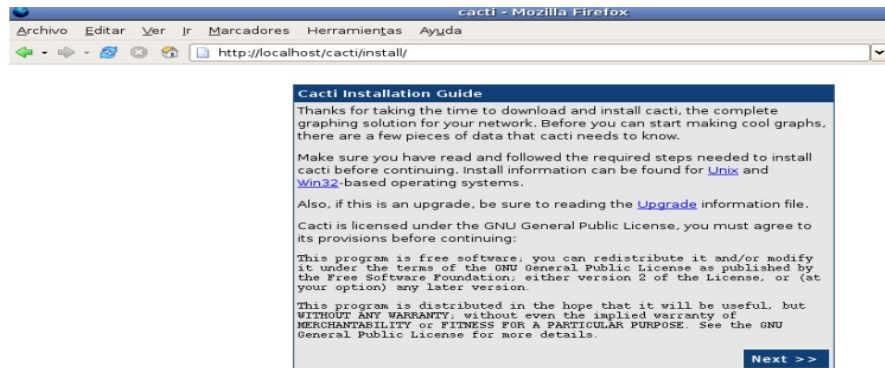 cacti - Mozilla Firefox
Archivo Editar Ver Ir Marcadores Herramientas Ayuda
http://localhost/cacti/install/
Cacti Installation Guide
Thanks for taking the time to download and install cacti, the complete
graphing solution for your network. Before you can start making cool graphs,
there are a few pieces of data that cacti needs to know.
Make sure you have read and followed the required steps needed to install
cacti before continuing. Install information can be found for Unix and
Win32-based operating systems.
Also, if this is an upgrade, be sure to reading the Upgrade information file.
Cacti is licensed under the GNU General Public License, you must agree to
its provisions before continuing:
This program is free software; you can redistribute it and/or modify
it under the terms of the GNU General Public License as published by
the Free Software Foundation; either version 2 of the License, or (at
your option) any later version.
This program is distributed in the hope that it will be useful, but
WITHOUT ANY WARRANTY; without even the implied warranty of
MERCHANTABILITY or FITNESS FOR A PARTICULAR PURPOSE. See the GNU
General Public License for more details.
Next >>